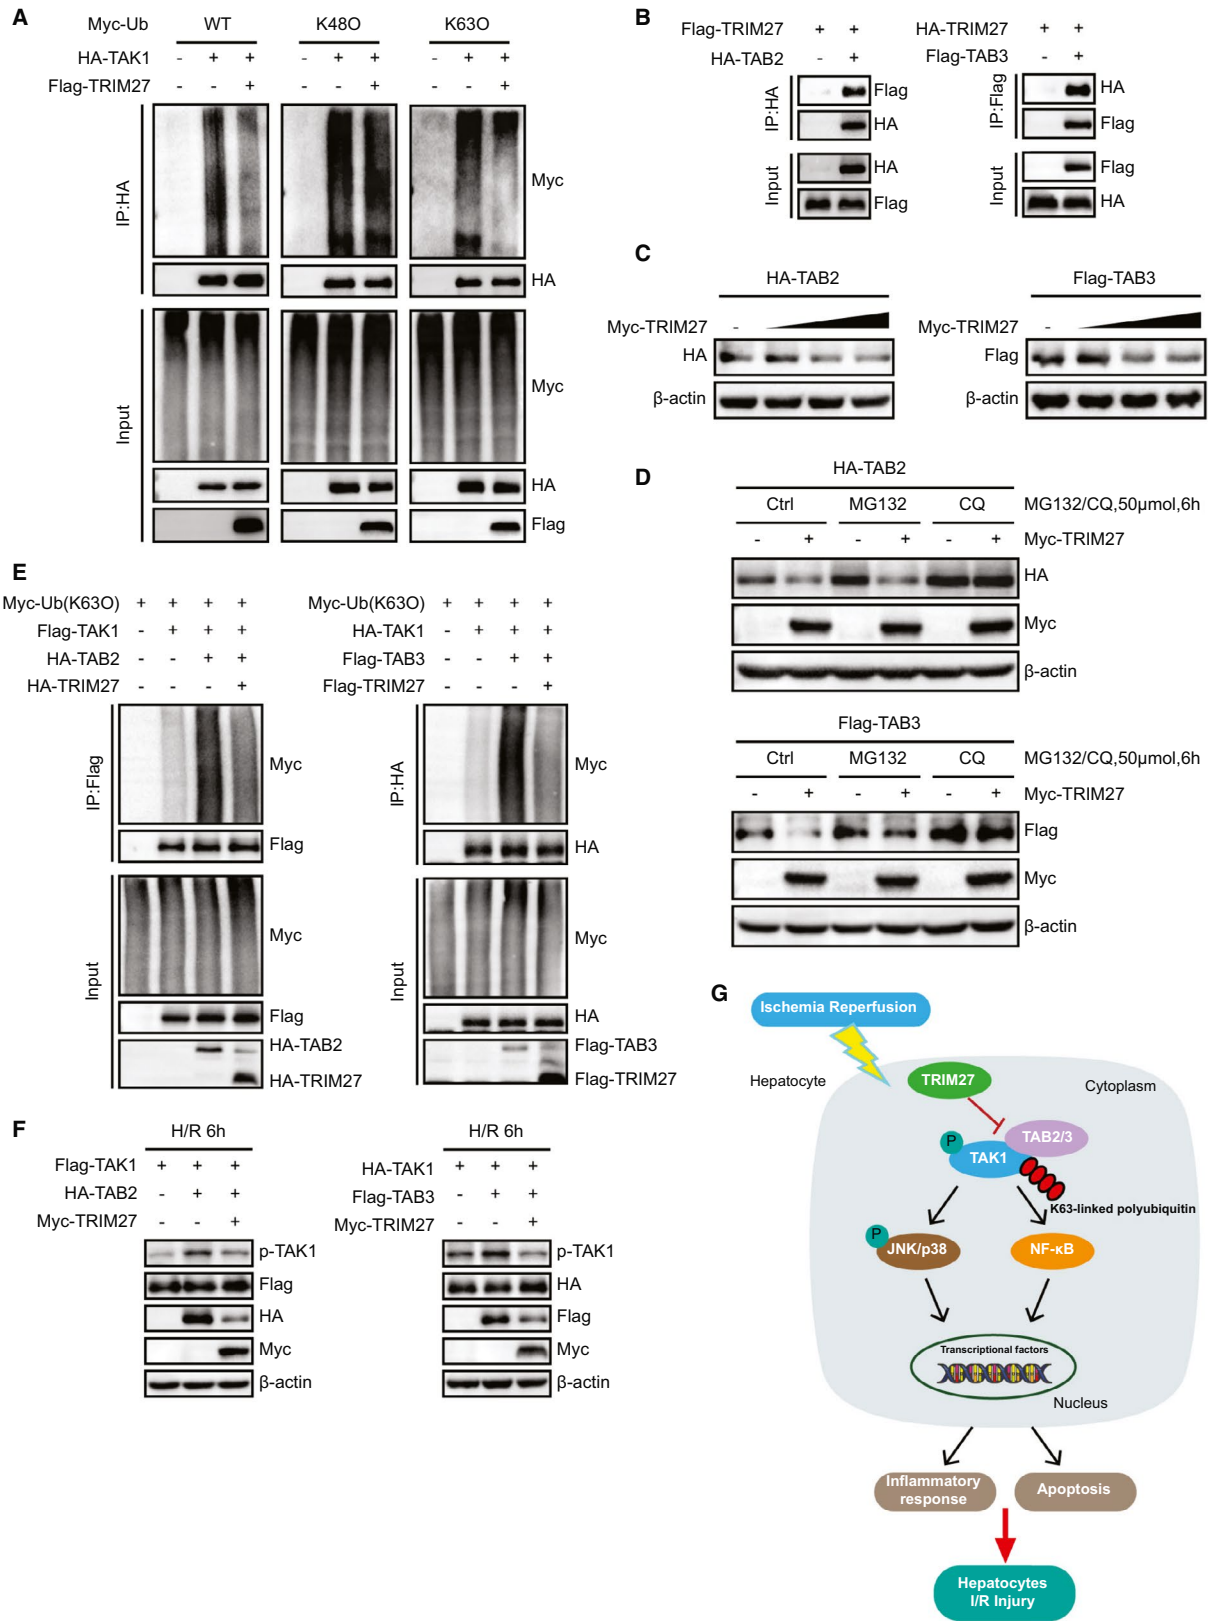 A
Myc-Ub WT K48O K63O
HA-TAK1 - + + - + + - + +
Flag-TRIM27 - - + - - + - - +
IP:HA
Myc
HA
Input
Myc
HA
Flag
B
Flag-TRIM27 + +
HA-TAB2 - +
IP:HA
Flag
HA
Input
HA
Flag
HA-TRIM27 + +
Flag-TAB3 - +
IP:Flag
HA
Flag
Input
Flag
HA
C
HA-TAB2
Myc-TRIM27 -
HA
β-actin
Flag-TAB3
Myc-TRIM27 -
Flag
β-actin
D
HA-TAB2
Ctrl MG132 CQ MG132/CQ,50μmol,6h
- + - + - + Myc-TRIM27
HA
Myc
β-actin
Flag-TAB3
Ctrl MG132 CQ MG132/CQ,50μmol,6h
- + - + - + Myc-TRIM27
Flag
Myc
β-actin
E
Myc-Ub(K63O) + + + +
Flag-TAK1 - + + +
HA-TAB2 - - + +
HA-TRIM27 - - - +
IP:Flag
Myc
Flag
Input
Myc
Flag
HA-TAB2
HA-TRIM27
Myc-Ub(K63O) + + + +
HA-TAK1 - + + +
Flag-TAB3 - - + +
Flag-TRIM27 - - - +
IP:HA
Myc
HA
Input
Myc
HA
Flag-TAB3
Flag-TRIM27
F
H/R 6h
Flag-TAK1 + + +
HA-TAB2 - + +
Myc-TRIM27 - - +
p-TAK1
Flag
HA
Myc
β-actin
H/R 6h
HA-TAK1 + + +
Flag-TAB3 - + +
Myc-TRIM27 - - +
p-TAK1
HA
Flag
Myc
β-actin
G
Ischemia Reperfusion
Hepatocyte
TRIM27
Cytoplasm
TAB2/3
P
TAK1
K63-linked polyubiquitin
P
JNK/p38
NF-κB
Transcriptional factors
Nucleus
Inflammatory
response
Apoptosis
Hepatocytes
I/R Injury